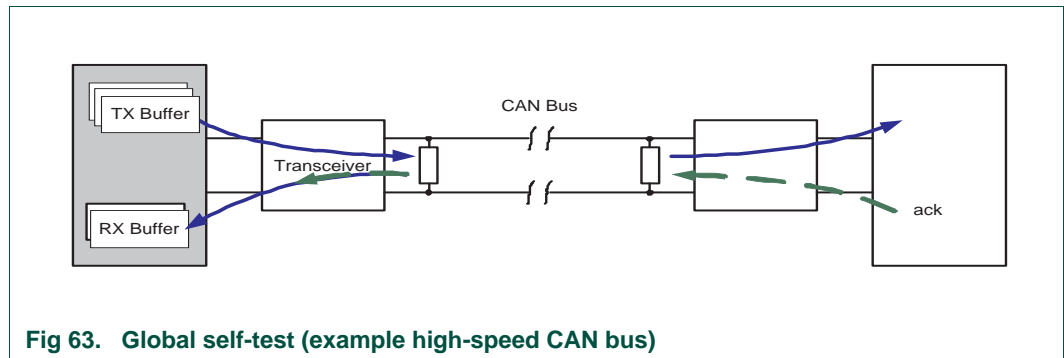 TX Buffer
CAN Bus
Transceiver
RX Buffer
ack
Fig 63. Global self-test (example high-speed CAN bus)